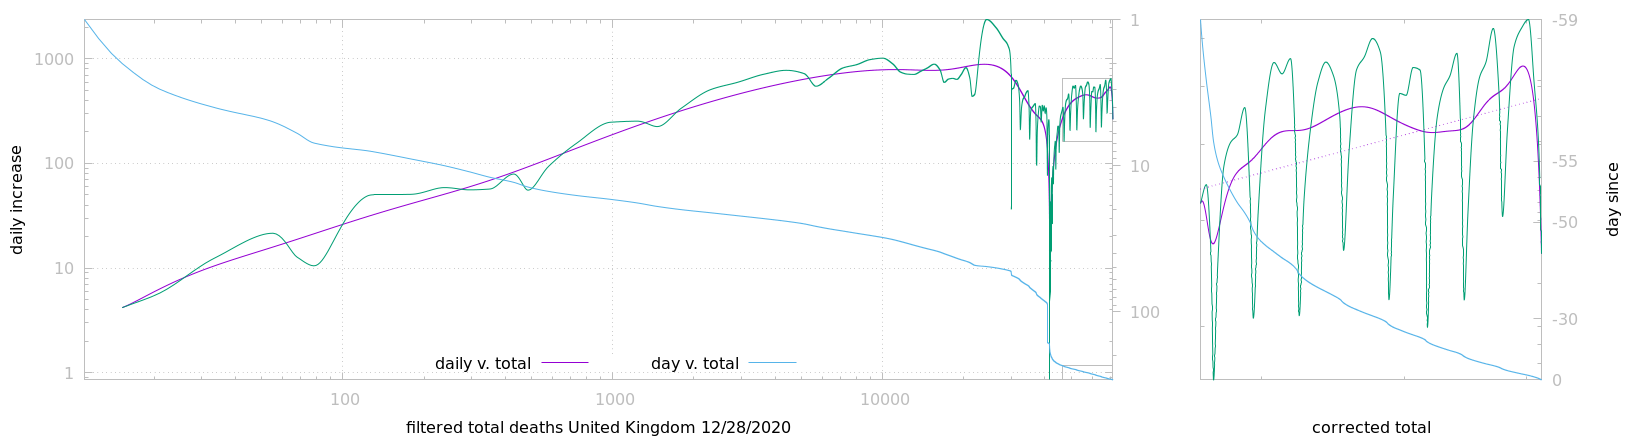 daily increase
1000
100
10
1
daily v. total
day v. total
100
1000
10000
filtered total deaths United Kingdom 12/28/2020
1
10
100
-59
-55
-50
-30
0
day since
corrected total